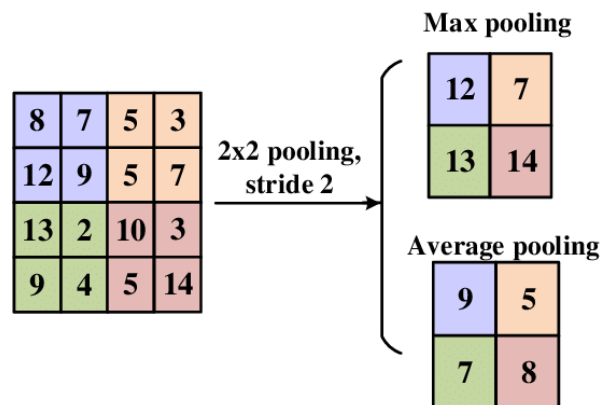 Max pooling
12 7
13 14
8 7 5 3
12 9 5 7
13 2 10 3
9 4 5 14
2x2 pooling,
stride 2
Average pooling
9 5
7 8